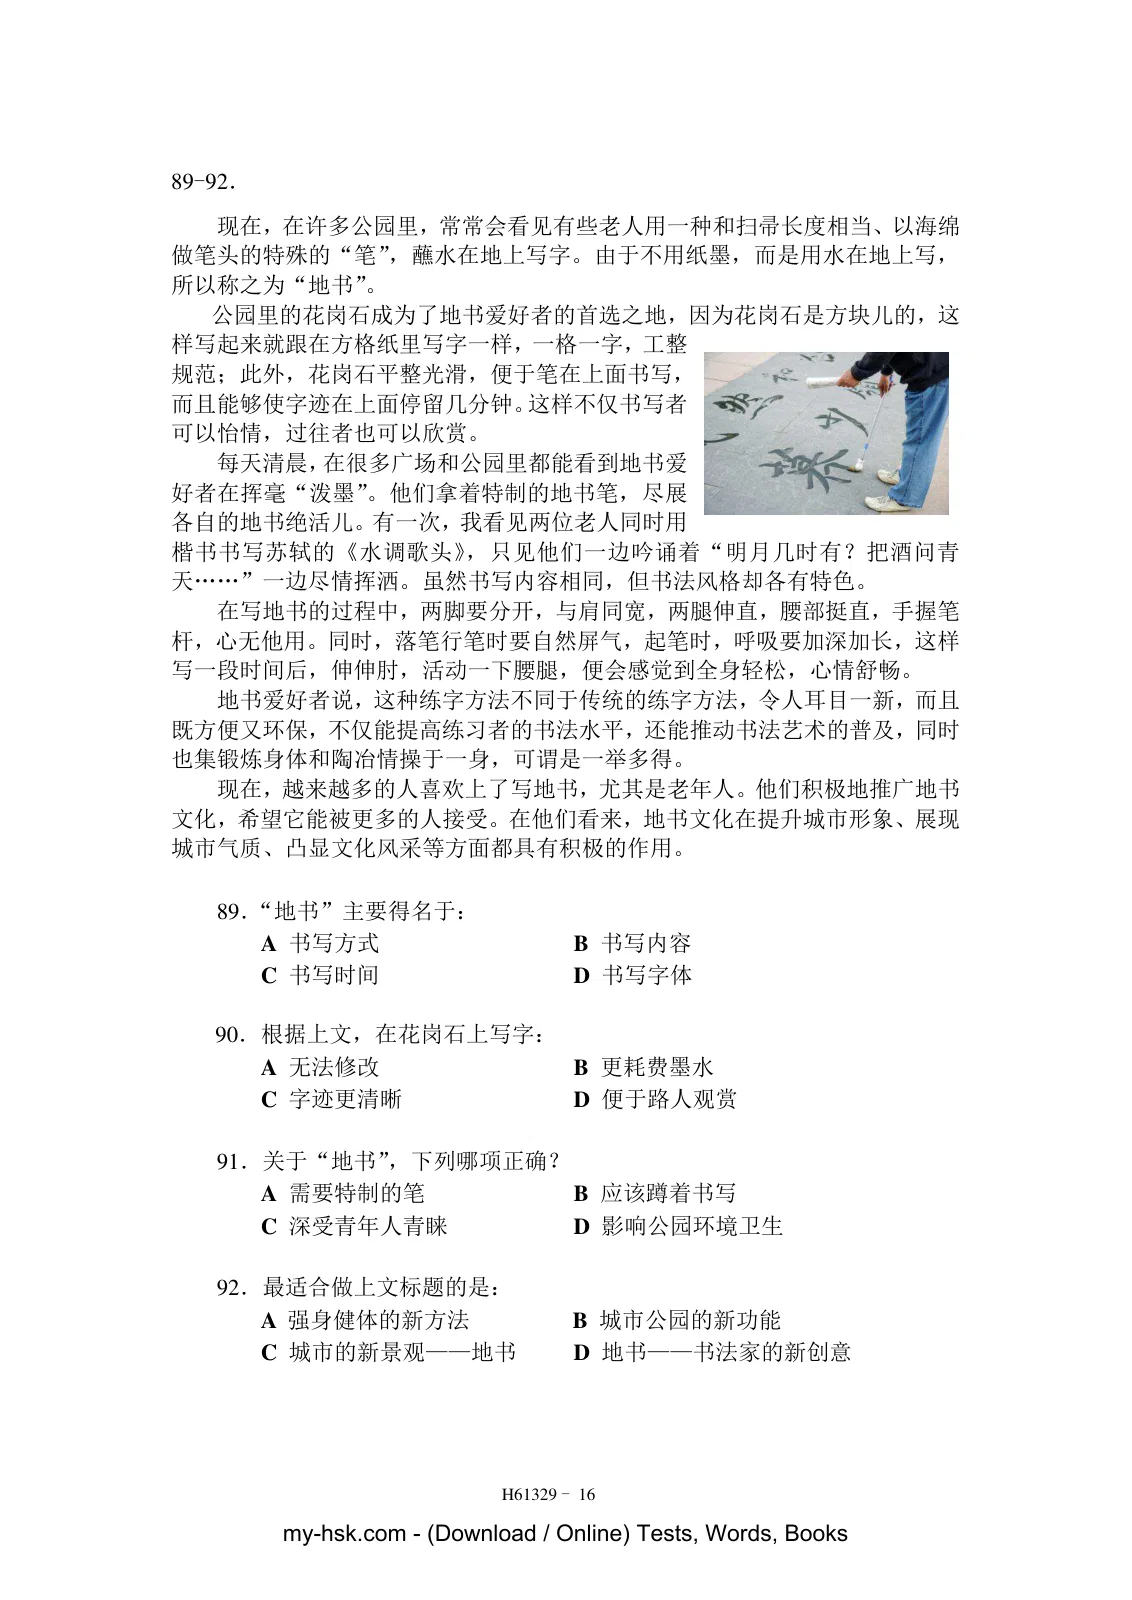 89-92．
现在，在许多公园里，常常会看见有些老人用一种和扫帚长度相当、以海绵
做笔头的特殊的“笔”，蘸水在地上写字。由于不用纸墨，而是用水在地上写，
所以称之为“地书”。
公园里的花岗石成为了地书爱好者的首选之地，因为花岗石是方块儿的，这
样写起来就跟在方格纸里写字一样，一格一字，工整
规范；此外，花岗石平整光滑，便于笔在上面书写，
而且能够使字迹在上面停留几分钟。这样不仅书写者
可以怡情，过往者也可以欣赏。
每天清晨，在很多广场和公园里都能看到地书爱
好者在挥毫“泼墨”。他们拿着特制的地书笔，尽展
各自的地书绝活儿。有一次，我看见两位老人同时用
楷书书写苏轼的《水调歌头》，只见他们一边吟诵着“明月几时有？把酒问青
天……”一边尽情挥洒。虽然书写内容相同，但书法风格却各有特色。
在写地书的过程中，两脚要分开，与肩同宽，两腿伸直，腰部挺直，手握笔
杆，心无他用。同时，落笔行笔时要自然屏气，起笔时，呼吸要加深加长，这样
写一段时间后，伸伸肘，活动一下腰腿，便会感觉到全身轻松，心情舒畅。
地书爱好者说，这种练字方法不同于传统的练字方法，令人耳目一新，而且
既方便又环保，不仅能提高练习者的书法水平，还能推动书法艺术的普及，同时
也集锻炼身体和陶冶情操于一身，可谓是一举多得。
现在，越来越多的人喜欢上了写地书，尤其是老年人。他们积极地推广地书
文化，希望它能被更多的人接受。在他们看来，地书文化在提升城市形象、展现
城市气质、凸显文化风采等方面都具有积极的作用。
89．“地书”主要得名于：
A 书写方式 B 书写内容
C 书写时间 D 书写字体
90．根据上文，在花岗石上写字：
A 无法修改 B 更耗费墨水
C 字迹更清晰 D 便于路人观赏
91．关于“地书”，下列哪项正确？
A 需要特制的笔 B 应该蹲着书写
C 深受青年人青睐 D 影响公园环境卫生
92．最适合做上文标题的是：
A 强身健体的新方法 B 城市公园的新功能
C 城市的新景观——地书 D 地书——书法家的新创意
H61329 - 16
my-hsk.com - (Download / Online) Tests, Words, Books